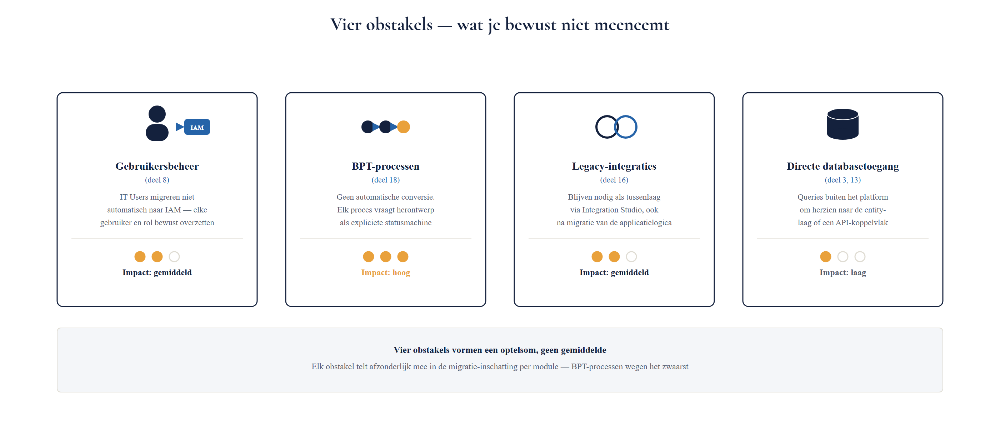 Vier obstakels — wat je bewust niet meeneemt
IAM
Gebruikersbeheer
(deel 8)
IT Users migreren niet
automatisch naar IAM — elke
gebruiker en rol bewust overzetten
Impact: gemiddeld
BPT-processen
(deel 18)
Geen automatische conversie.
Elk proces vraagt herontwerp
als expliciete statusmachine
Impact: hoog
Legacy-integraties
(deel 16)
Blijven nodig als tussenlaag
via Integration Studio, ook
na migratie van de applicatielogica
Impact: gemiddeld
Directe databasetoegang
(deel 3, 13)
Queries buiten het platform
om herzien naar de entity-
laag of een API-koppelvlak
Impact: laag
Vier obstakels vormen een optelsom, geen gemiddelde
Elk obstakel telt afzonderlijk mee in de migratie-inschatting per module — BPT-processen wegen het zwaarst